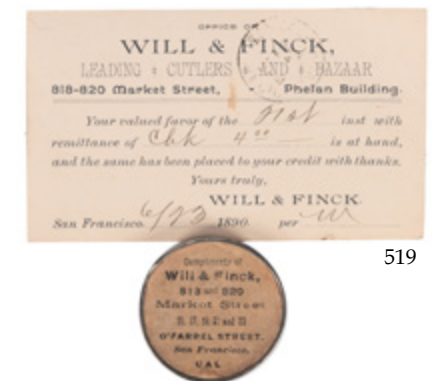 OFFICE OF
WILL & FINCK,
LEADING CUTLERS AND BAZAAR
818-820 Market Street, Phelan Building.
Your valued favor of the 21st inst with
remittance of Chk 4 00 is at hand,
and the same has been placed to your credit with thanks.
Yours truly,
WILL & FINCK.
San Francisco. 6/23 1890 per W
519
Compliments of
Will & Finck,
818 and 820
Market Street
O'FARREL STREET.
San Francisco.
CAL